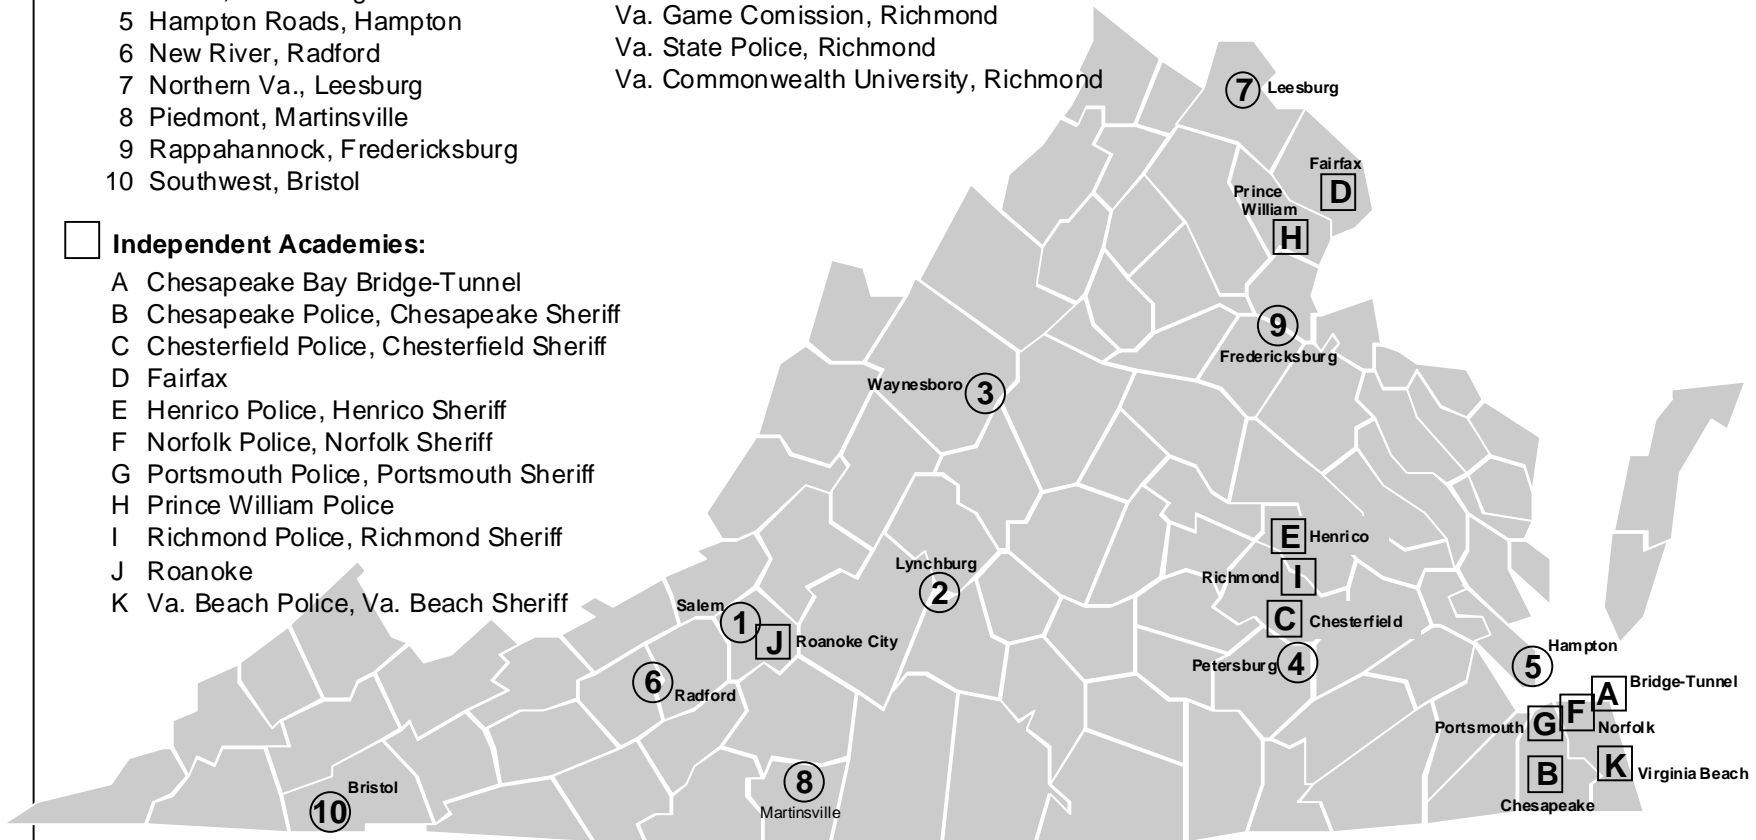 5 Hampton Roads, Hampton
6 New River, Radford
7 Northern Va., Leesburg
8 Piedmont, Martinsville
9 Rappahannock, Fredericksburg
10 Southwest, Bristol
Va. Game Comission, Richmond
Va. State Police, Richmond
Va. Commonwealth University, Richmond
Independent Academies:
A Chesapeake Bay Bridge-Tunnel
B Chesapeake Police, Chesapeake Sheriff
C Chesterfield Police, Chesterfield Sheriff
D Fairfax
E Henrico Police, Henrico Sheriff
F Norfolk Police, Norfolk Sheriff
G Portsmouth Police, Portsmouth Sheriff
H Prince William Police
I Richmond Police, Richmond Sheriff
J Roanoke
K Va. Beach Police, Va. Beach Sheriff
7 Leesburg
Fairfax
D
Prince
William
H
9
Fredericksburg
Waynesboro 3
E Henrico
Lynchburg
2
Richmond I
Salem
1
C Chesterfield
J Roanoke City
Petersburg 4
Hampton
5
6 Radford
Bridge-Tunnel
A
Portsmouth G
F Norfolk
K Virginia Beach
B
Chesapeake
8
Martinsville
Bristol
10